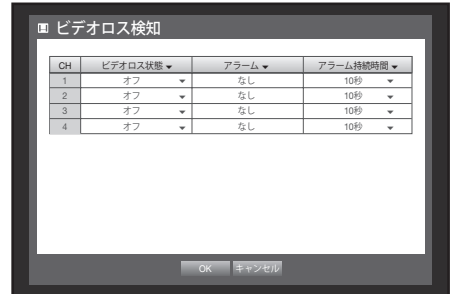 ビデオロス検知
CH ビデオロス状態 アラーム アラーム持続時間
1 オフ なし 10秒
2 オフ なし 10秒
3 オフ なし 10秒
4 オフ なし 10秒
OK キャンセル